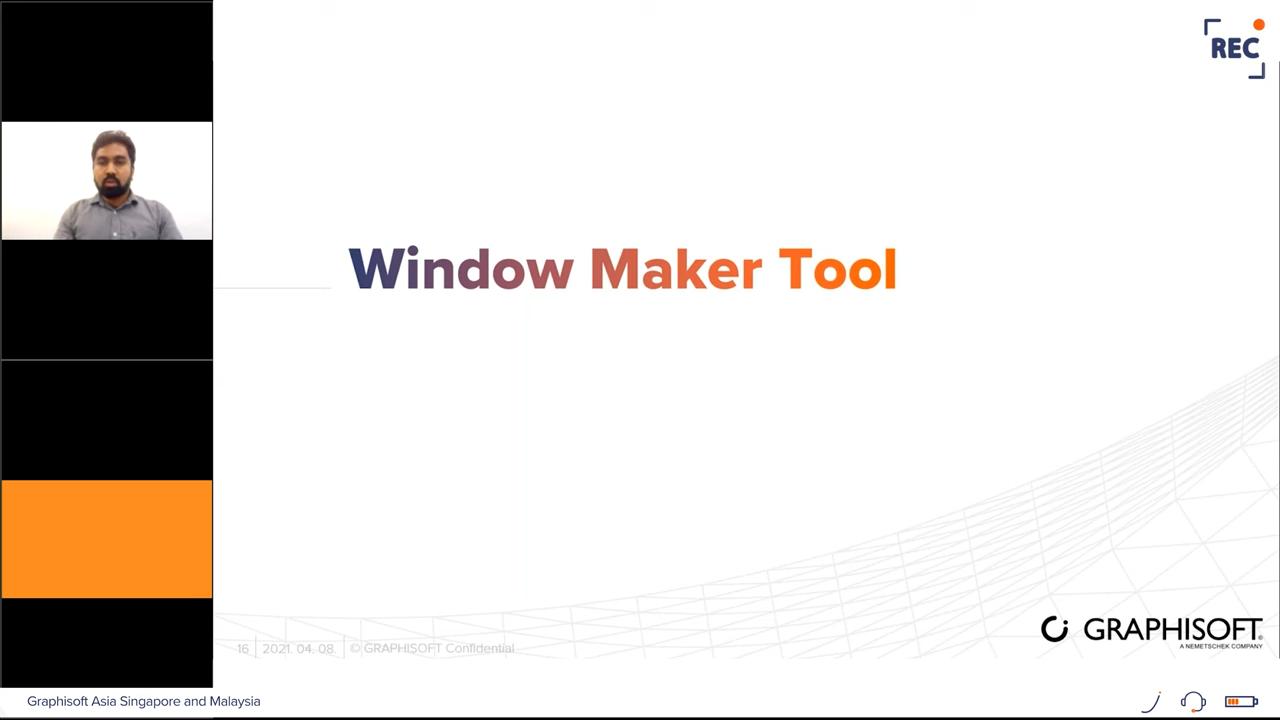 REC
Window Maker Tool
GRAPHISOFT®
A NEMETSCHEK COMPANY
16 | 2021. 04. 08. | © GRAPHISOFT Confidential
Graphisoft Asia Singapore and Malaysia